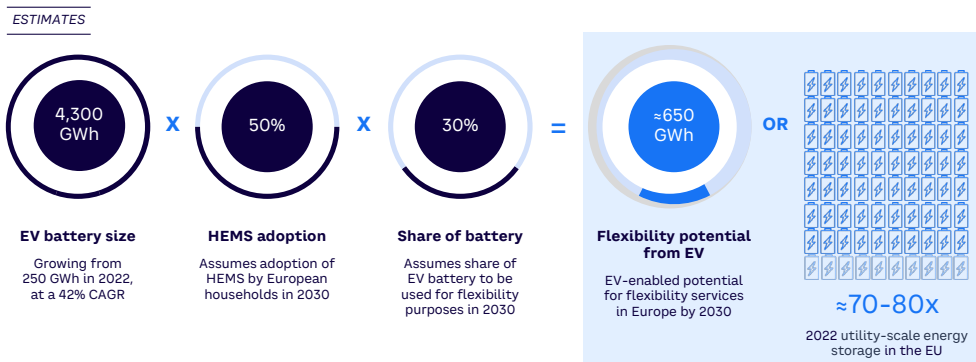 ESTIMATES
4,300
GWh
X
50%
X
30%
=
≈650
GWh
OR
EV battery size
Growing from
250 GWh in 2022,
at a 42% CAGR
HEMS adoption
Assumes adoption of
HEMS by European
households in 2030
Share of battery
Assumes share of
EV battery to be
used for flexibility
purposes in 2030
Flexibility potential
from EV
EV-enabled potential
for flexibility services
in Europe by 2030
≈70-80x
2022 utility-scale energy
storage in the EU